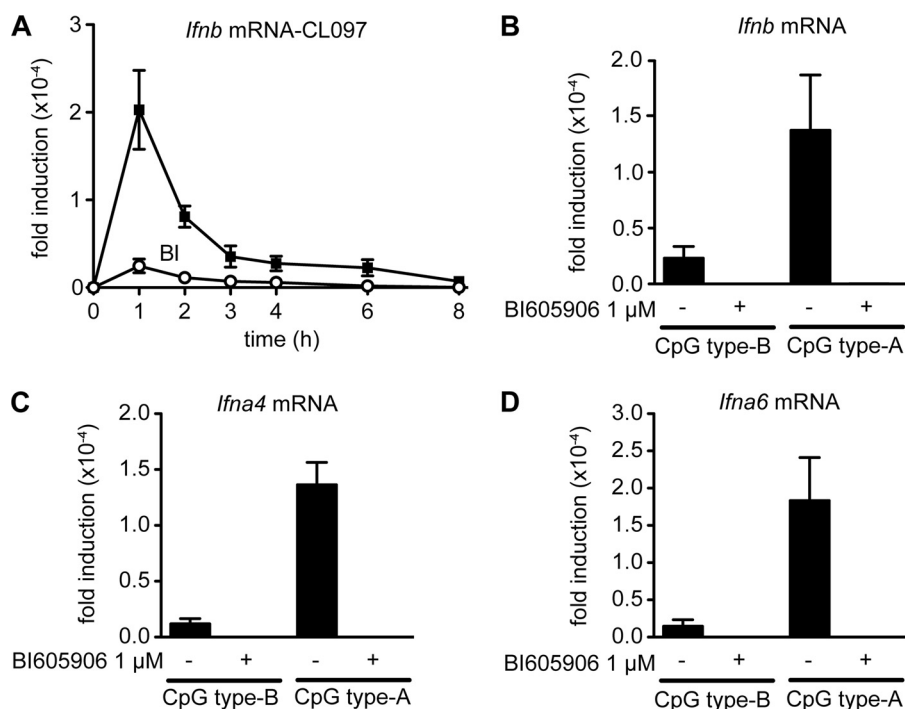 A
Ifnb mRNA-CL097
fold induction (x10⁻⁴)
3
2
1
0
BI
0 1 2 3 4 6 8
time (h)
B
Ifnb mRNA
fold induction (x10⁻⁴)
2.0
1.5
1.0
0.5
0.0
BI605906 1 µM - + - +
CpG type-B CpG type-A
C
Ifna4 mRNA
fold induction (x10⁻⁴)
2.0
1.5
1.0
0.5
0.0
BI605906 1 µM - + - +
CpG type-B CpG type-A
D
Ifna6 mRNA
fold induction (x10⁻⁴)
3.0
2.5
2.0
1.5
1.0
0.5
0.0
BI605906 1 µM - + - +
CpG type-B CpG type-A